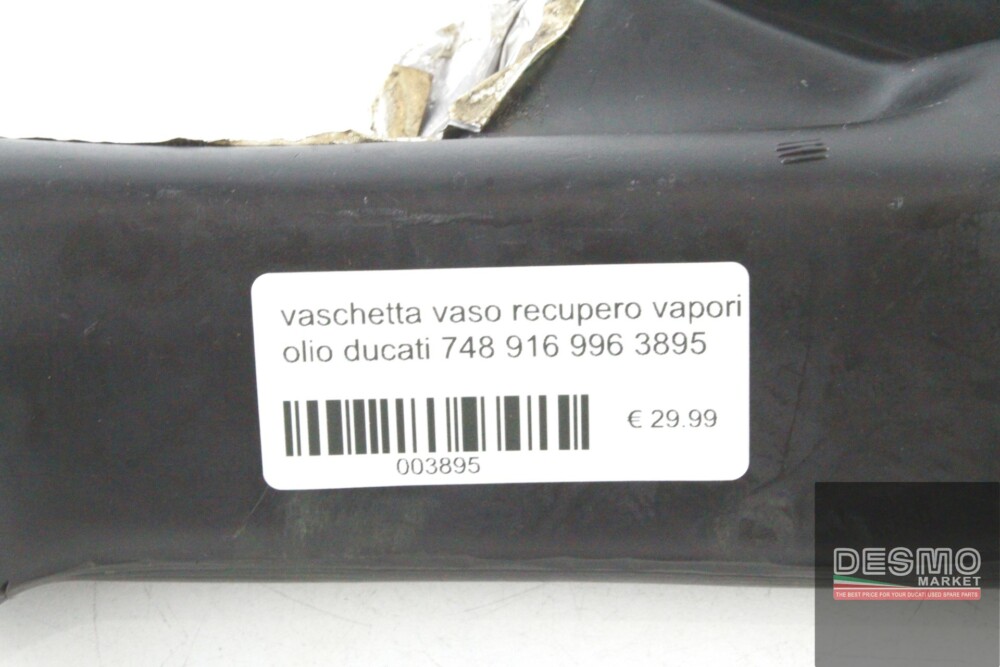 vaschetta vaso recupero vapori
olio ducati 748 916 996 3895
€ 29.99
003895
DESMO
MARKET
THE BEST PRICE FOR YOUR DUCATI USED SPARE PARTS